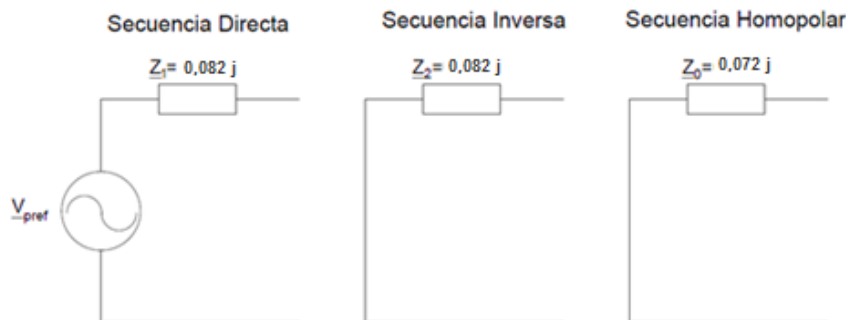 Secuencia Directa
Secuencia Inversa
Secuencia Homopolar
Z1= 0,082 j
Z2= 0,082 j
Z0= 0,072 j
Vpref